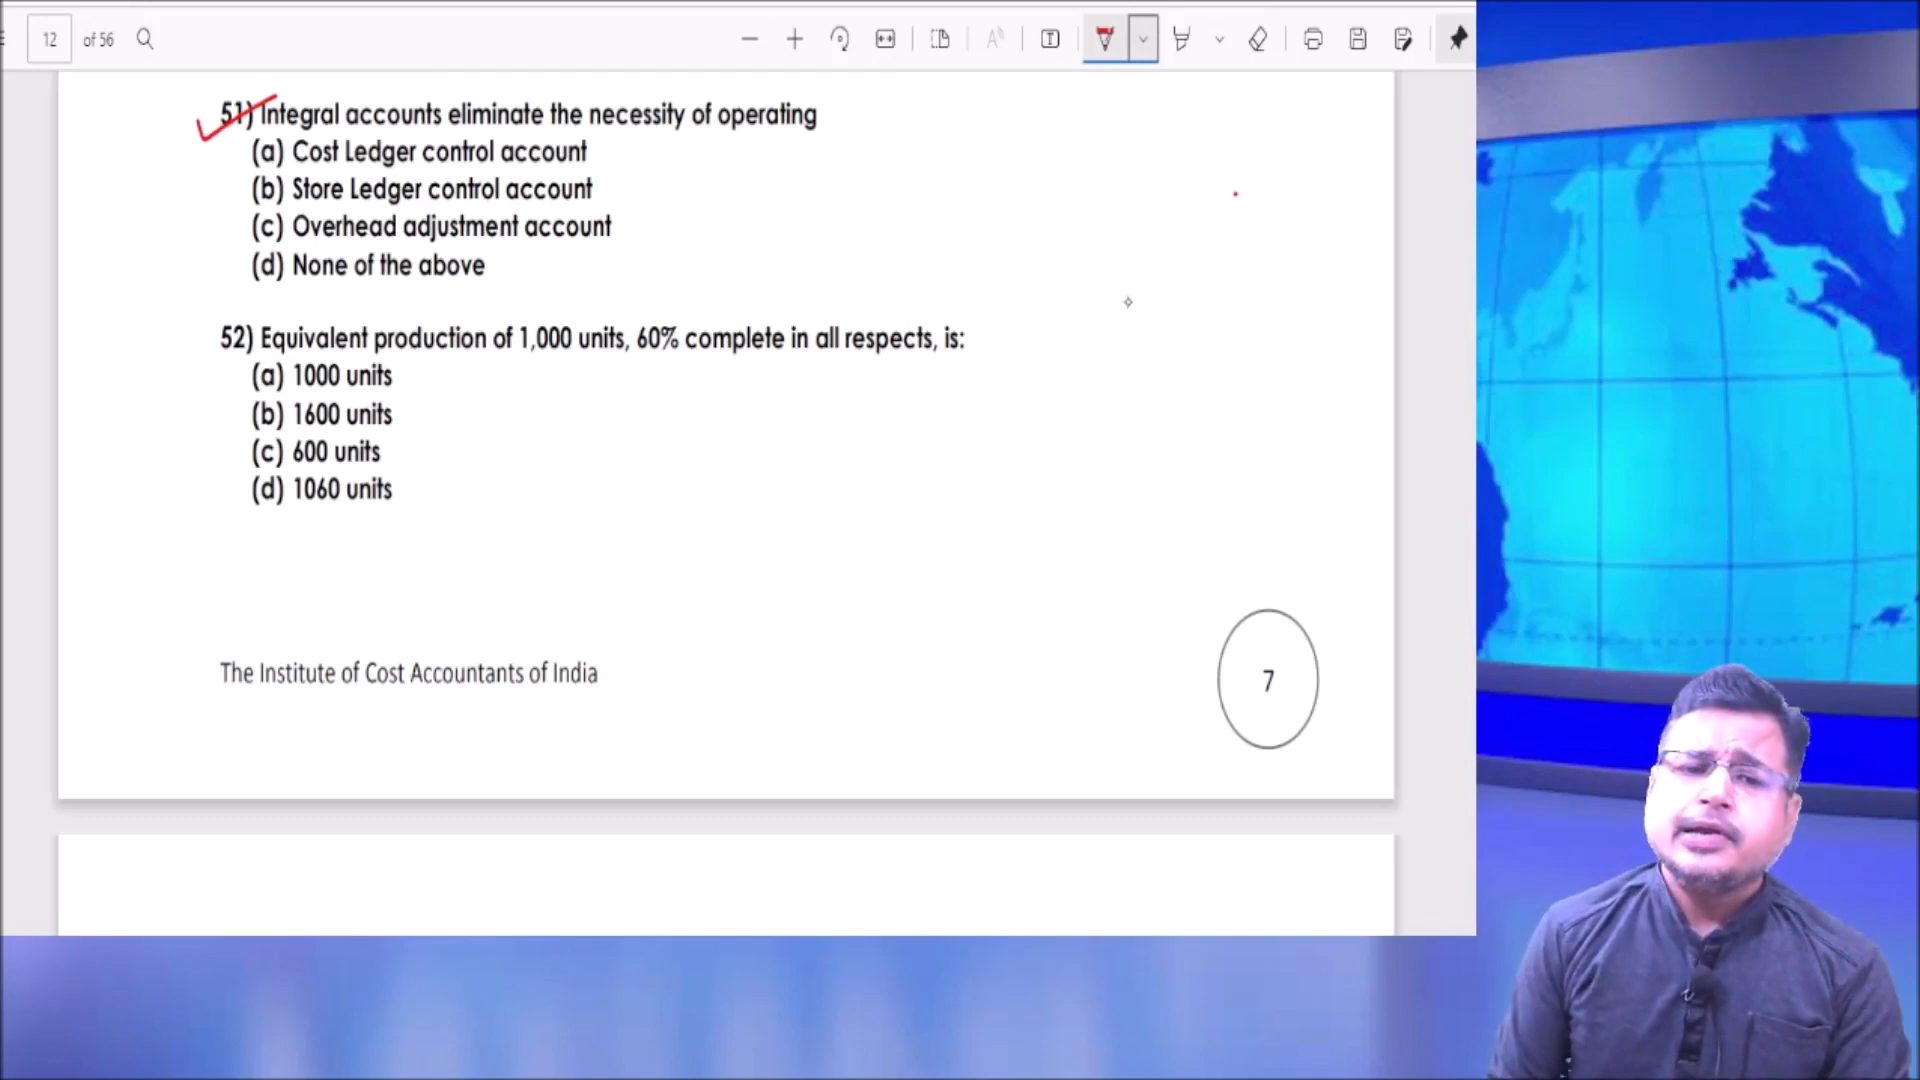 12 of 56
51) Integral accounts eliminate the necessity of operating
(a) Cost Ledger control account
(b) Store Ledger control account
(c) Overhead adjustment account
(d) None of the above
52) Equivalent production of 1,000 units, 60% complete in all respects, is:
(a) 1000 units
(b) 1600 units
(c) 600 units
(d) 1060 units
The Institute of Cost Accountants of India
7